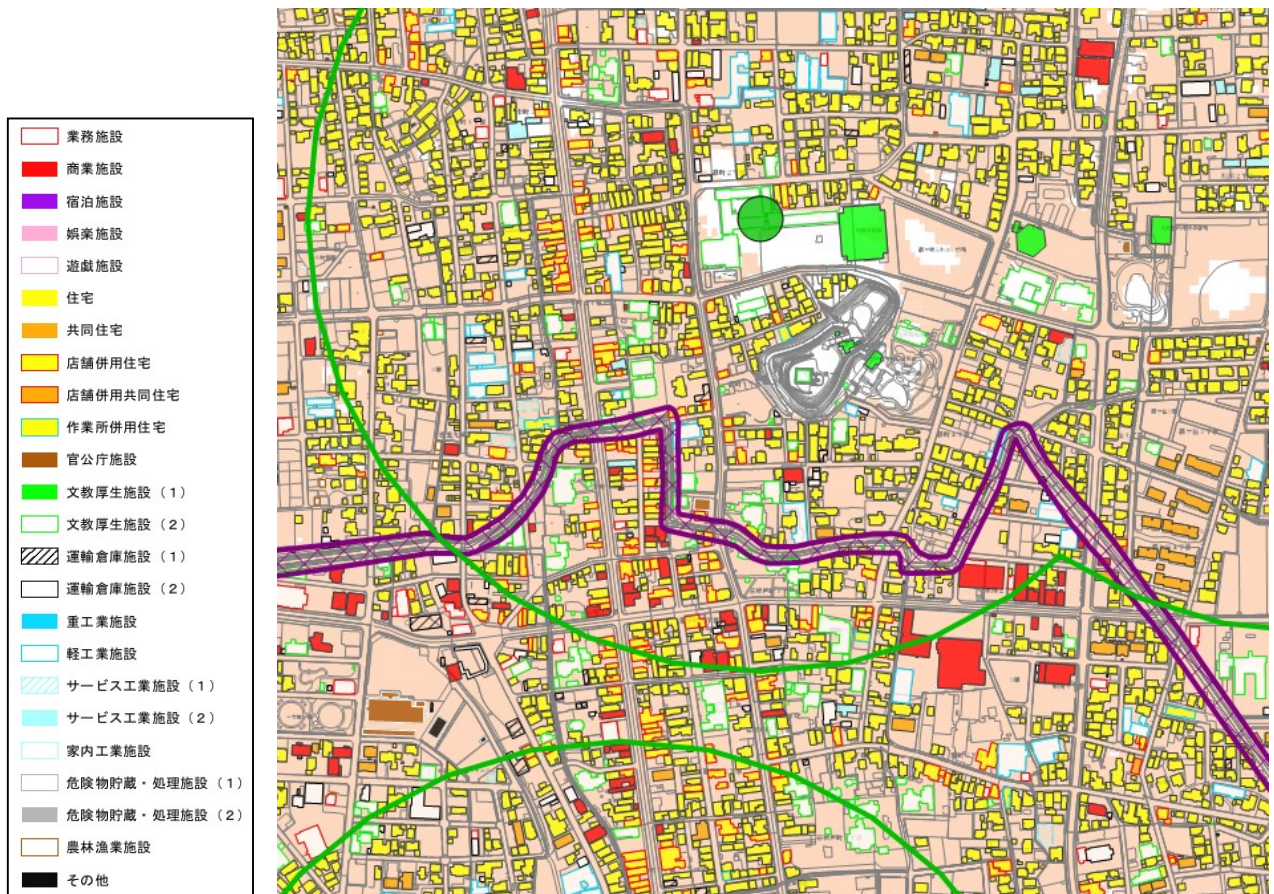 業務施設
商業施設
宿泊施設
娯楽施設
遊戯施設
住宅
共同住宅
店舗併用住宅
店舗併用共同住宅
作業所併用住宅
官公庁施設
文教厚生施設（1）
文教厚生施設（2）
運輸倉庫施設（1）
運輸倉庫施設（2）
重工業施設
軽工業施設
サービス工業施設（1）
サービス工業施設（2）
家内工業施設
危険物貯蔵・処理施設（1）
危険物貯蔵・処理施設（2）
農林漁業施設
その他